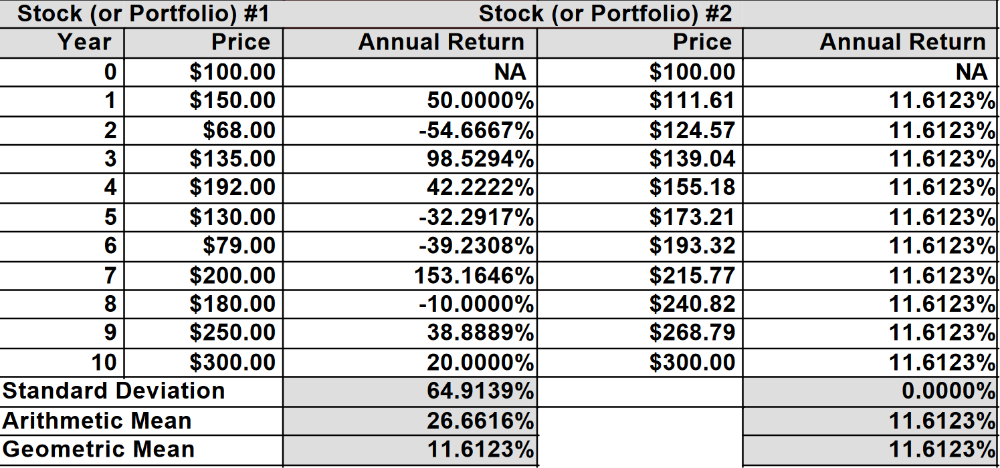 Stock (or Portfolio) #1 Stock (or Portfolio) #2
Year Price Annual Return Price Annual Return
0 $100.00 NA $100.00 NA
1 $150.00 50.0000% $111.61 11.6123%
2 $68.00 -54.6667% $124.57 11.6123%
3 $135.00 98.5294% $139.04 11.6123%
4 $192.00 42.2222% $155.18 11.6123%
5 $130.00 -32.2917% $173.21 11.6123%
6 $79.00 -39.2308% $193.32 11.6123%
7 $200.00 153.1646% $215.77 11.6123%
8 $180.00 -10.0000% $240.82 11.6123%
9 $250.00 38.8889% $268.79 11.6123%
10 $300.00 20.0000% $300.00 11.6123%
Standard Deviation 64.9139% 0.0000%
Arithmetic Mean 26.6616% 11.6123%
Geometric Mean 11.6123% 11.6123%